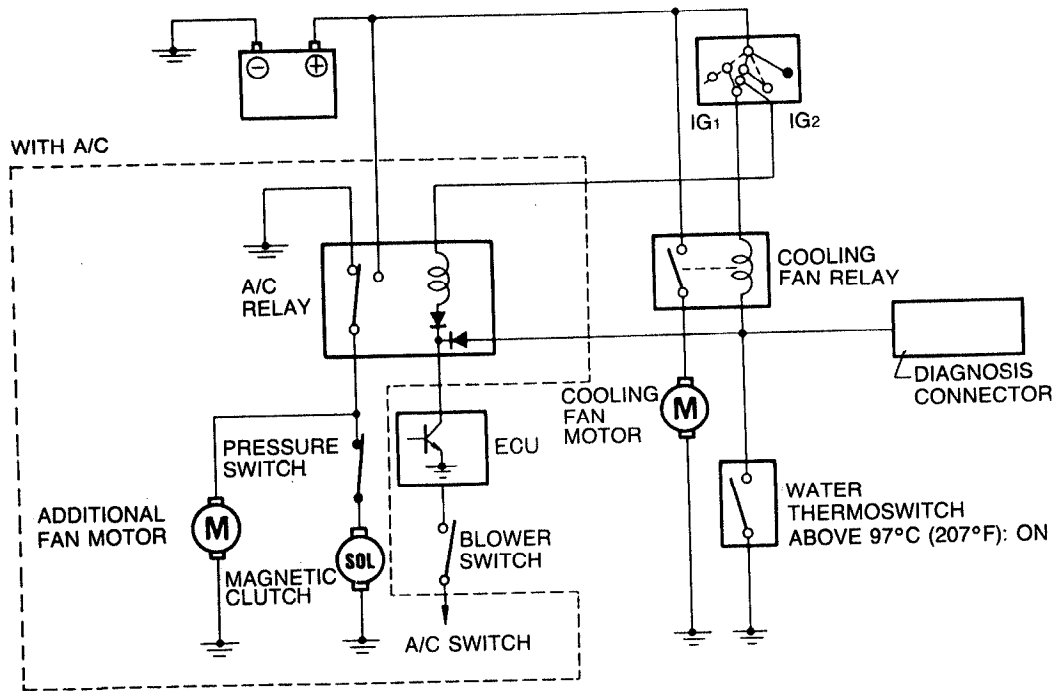 −
+
IG1
IG2
WITH A/C
A/C
RELAY
COOLING
FAN RELAY
DIAGNOSIS
CONNECTOR
COOLING
FAN
MOTOR
M
PRESSURE
SWITCH
ECU
ADDITIONAL
FAN MOTOR
M
MAGNETIC
CLUTCH
SOL
BLOWER
SWITCH
A/C SWITCH
WATER
THERMOSWITCH
ABOVE 97°C (207°F): ON